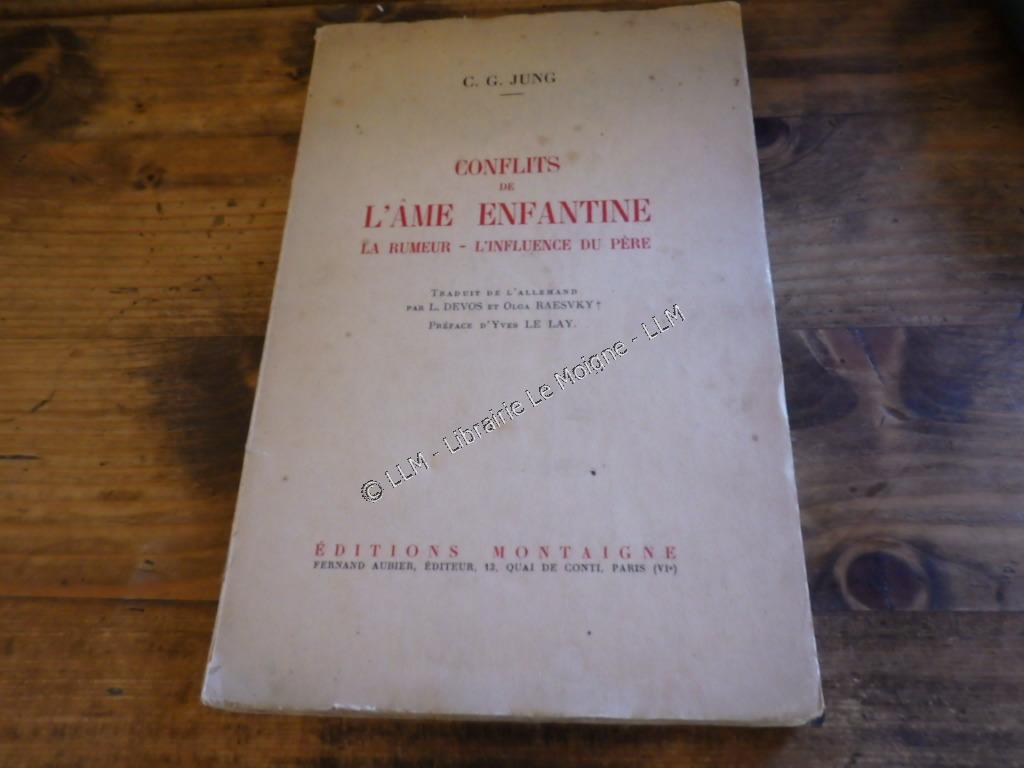 C. G. JUNG
CONFLITS
DE
L'ÂME ENFANTINE
LA RUMEUR - L'INFLUENCE DU PÈRE
TRADUIT DE L'ALLEMAND
PAR L. DEVOS ET OLGA RAESVKY†
PRÉFACE D'YVES LE LAY.
© LLM - Librairie Le Moigne - LLM
ÉDITIONS MONTAIGNE
FERNAND AUBIER, ÉDITEUR, 13, QUAI DE CONTI, PARIS (VIe)